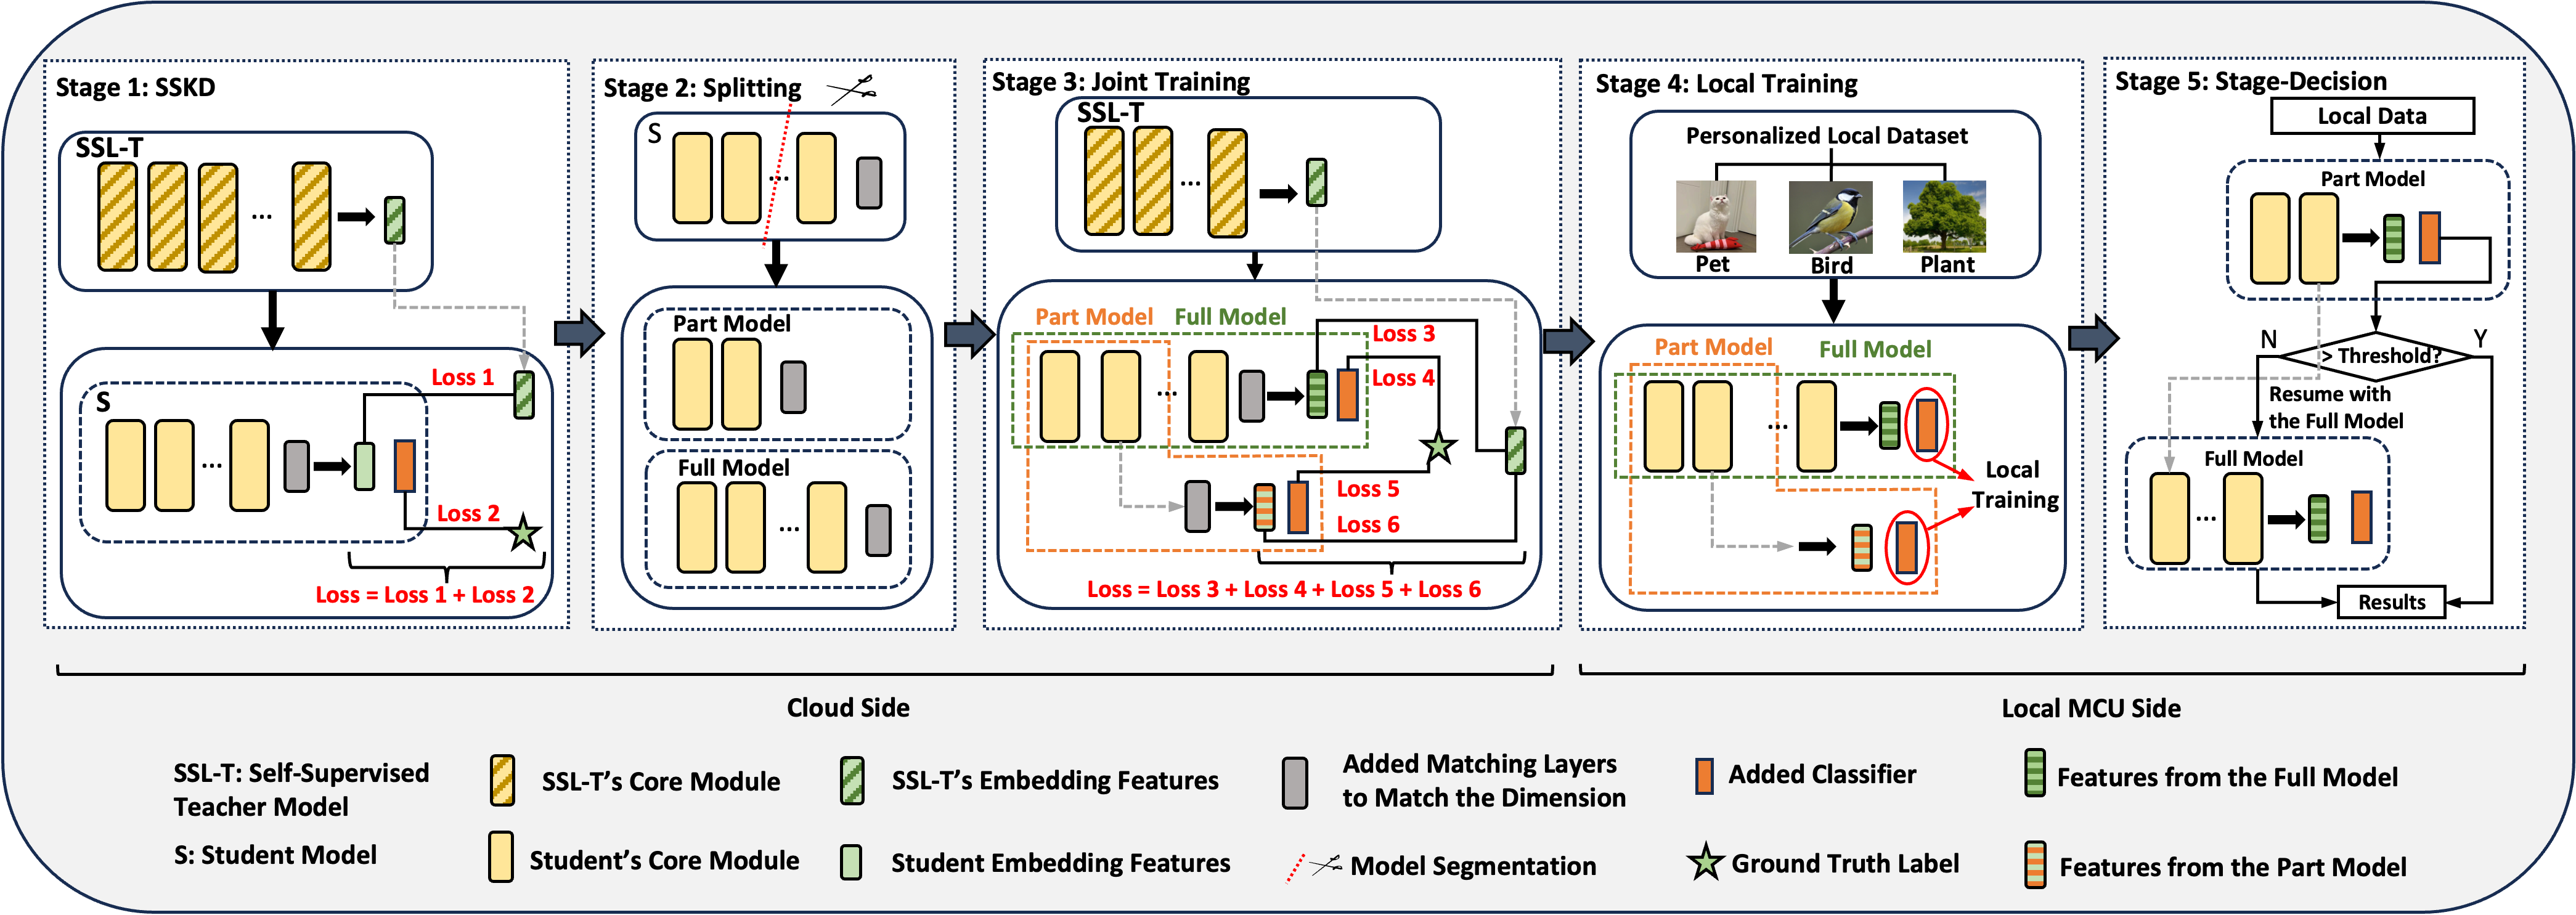 Stage 1: SSKD
SSL-T
...
S
...
Loss 1
Loss 2
Loss = Loss 1 + Loss 2
Stage 2: Splitting
S
...
Part Model
Full Model
...
Stage 3: Joint Training
SSL-T
...
Part Model
Full Model
...
Loss 3
Loss 4
Loss 5
Loss 6
Loss = Loss 3 + Loss 4 + Loss 5 + Loss 6
Stage 4: Local Training
Personalized Local Dataset
Pet
Bird
Plant
Part Model
Full Model
...
Local
Training
Stage 5: Stage-Decision
Local Data
Part Model
N
> Threshold?
Y
Resume with
the Full Model
Full Model
...
Results
Cloud Side
Local MCU Side
SSL-T: Self-Supervised
Teacher Model
SSL-T’s Core Module
SSL-T’s Embedding Features
Added Matching Layers
to Match the Dimension
Added Classifier
Features from the Full Model
S: Student Model
Student’s Core Module
Student Embedding Features
Model Segmentation
Ground Truth Label
Features from the Part Model